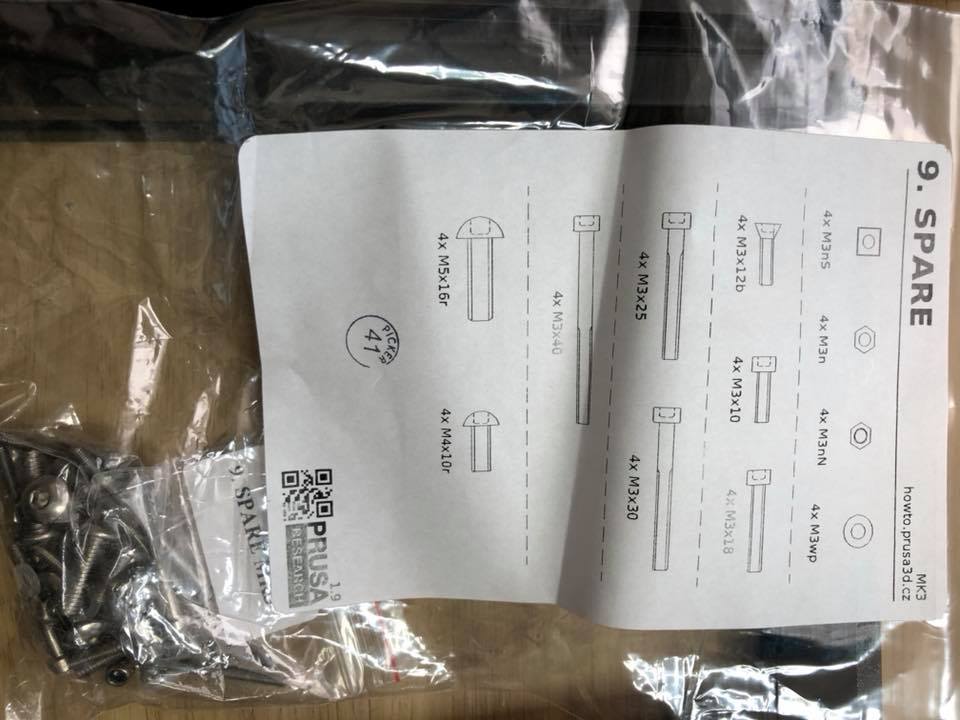 9. SPARE
MK3
howto.prusa3d.cz
4x M3nS
4x M3n
4x M3nN
4x M3wp
4x M3x12b
4x M3x10
4x M3x18
4x M3x25
4x M3x30
4x M3x40
4x M5x16r
4x M4x10r
PICKER
41
1.9
PRUSA
RESEARCH
9. SPARE